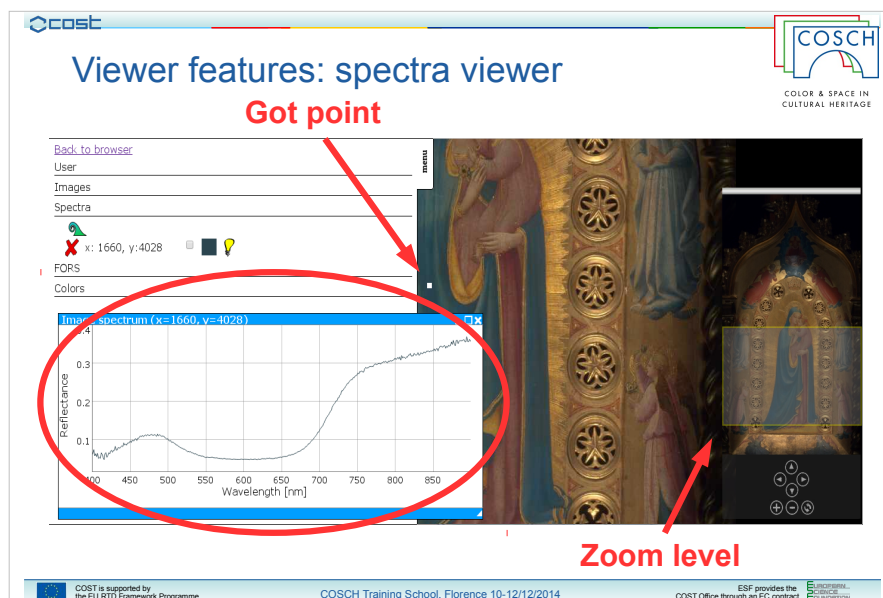 cost
COSCH
COLOR & SPACE IN
CULTURAL HERITAGE
Viewer features: spectra viewer
Got point
Back to browser
menu
User
Images
Spectra
x: 1660, y:4028
FORS
Colors
Image spectrum (x=1660, y=4028)
0.4
0.3
0.2
0.1
Reflectance
400 450 500 550 600 650 700 750 800 850
Wavelength [nm]
Zoom level
COST is supported by
the EU RTD Framework Programme
COSCH Training School, Florence 10-12/12/2014
ESF provides the
COST Office through an EC contract
EUROPEAN
SCIENCE
FOUNDATION